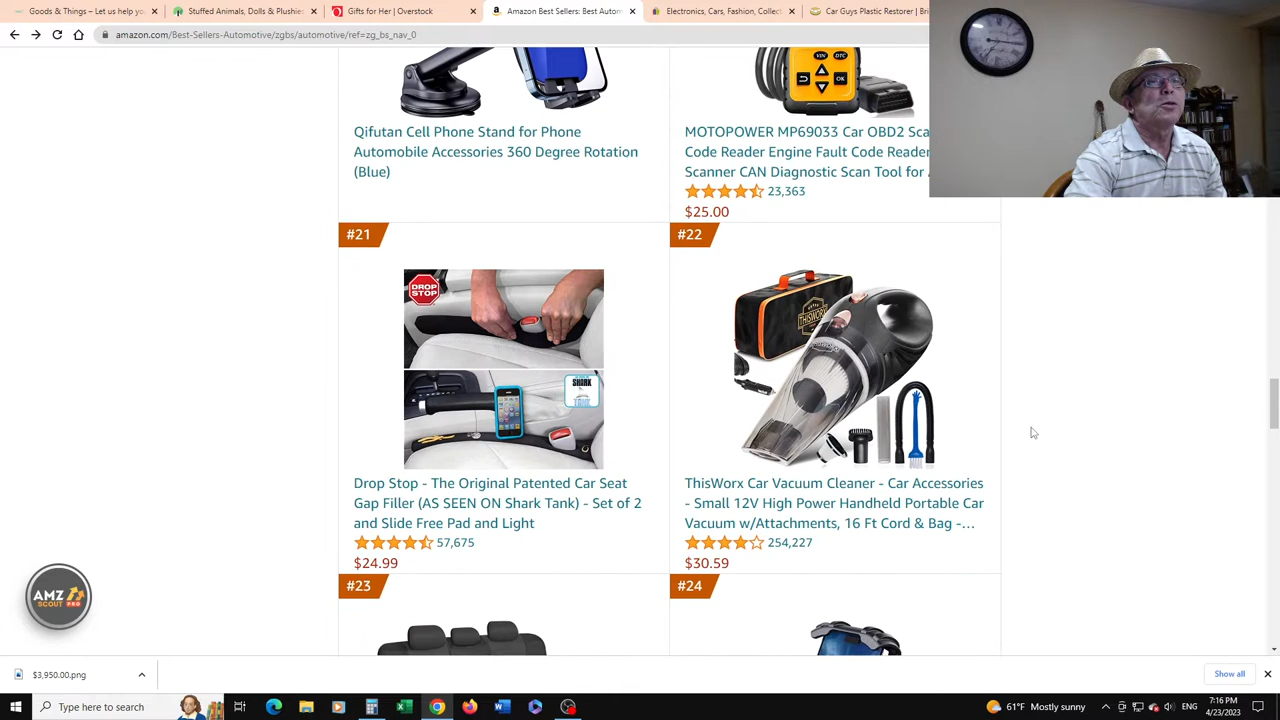 Goods & Things – Let us help yo
Stuffed Animals, Dolls & Plushie
Gifts for Her | Overstock
Amazon Best Sellers: Best Autom
Electronics, Cars, Fashion, Collect
Car Guys Plastic Restorer | Bri
amazon.com/Best-Sellers-Automotive/zgbs/automotive/ref=zg_bs_nav_0
VIN DTC
OK
Qifutan Cell Phone Stand for Phone
Automobile Accessories 360 Degree Rotation
(Blue)
MOTOPOWER MP69033 Car OBD2 Sca
Code Reader Engine Fault Code Reader
Scanner CAN Diagnostic Scan Tool for
23,363
$25.00
#21
#22
DROP
STOP
THISWORX
SHARK
TANK
Drop Stop - The Original Patented Car Seat
Gap Filler (AS SEEN ON Shark Tank) - Set of 2
and Slide Free Pad and Light
57,675
$24.99
ThisWorx Car Vacuum Cleaner - Car Accessories
- Small 12V High Power Handheld Portable Car
Vacuum w/Attachments, 16 Ft Cord & Bag -…
254,227
$30.59
#23
#24
AMZ
SCOUT PRO
$3,950.00.png
Show all
Type here to search
61°F Mostly sunny
ENG
7:16 PM
4/23/2023